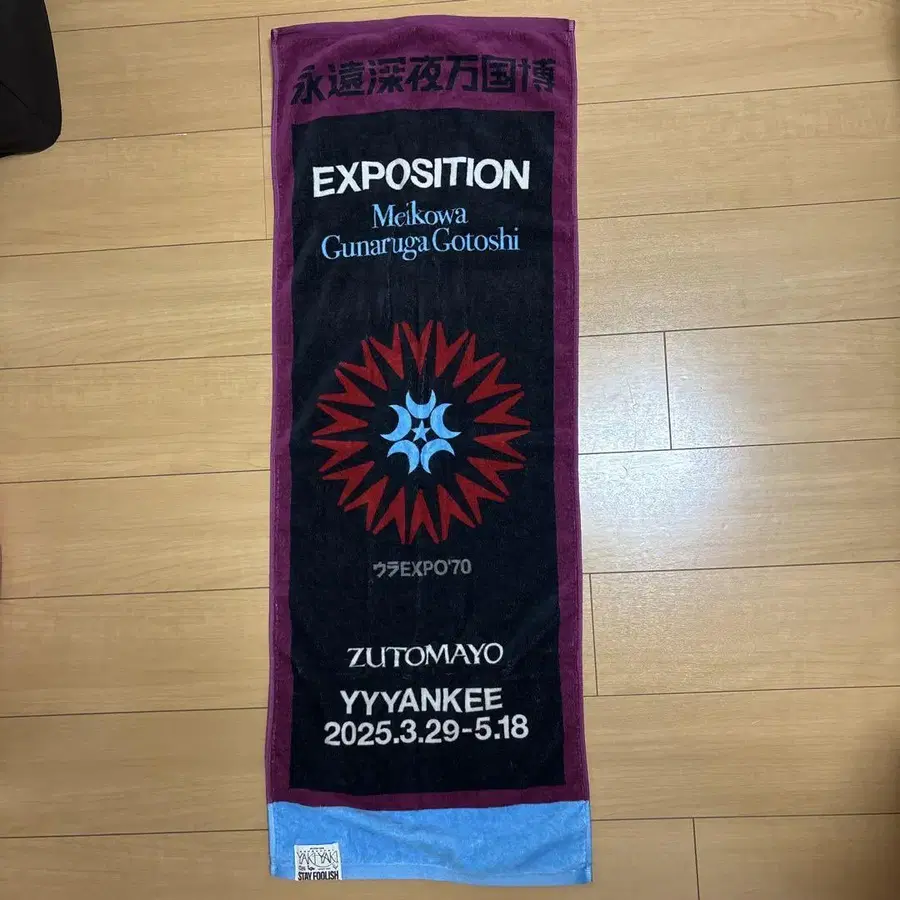 永遠深夜万国博
EXPOSITION
Meikowa
Gunaruga Gotoshi
ウラEXPO'70
ZUTOMAYO
YYYANKEE
2025.3.29-5.18
YAKIYAKI
STAY FOOLISH